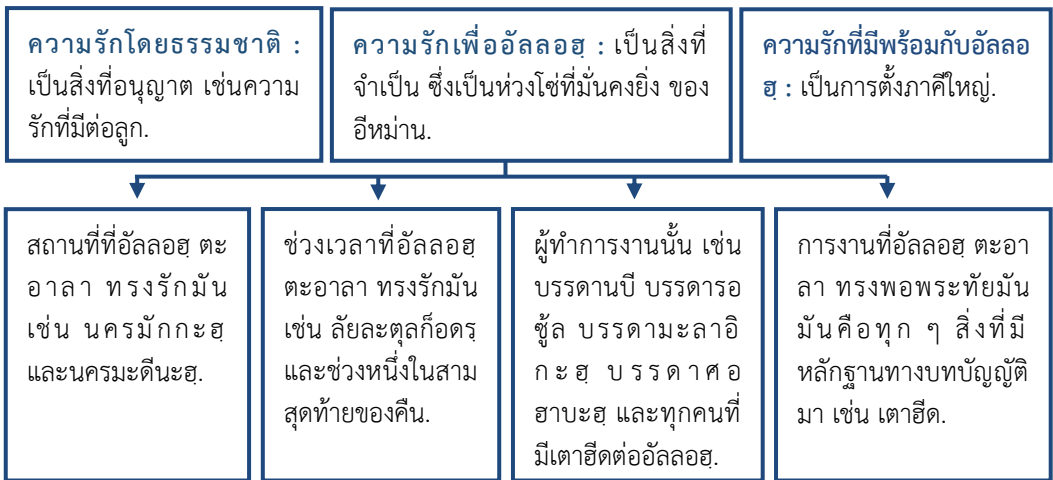 ความรักโดยธรรมชาติ :
เป็นสิ่งที่อนุญาต เช่นความ
รักที่มีต่อลูก.
ความรักเพื่ออัลลอฮฺ : เป็นสิ่งที่
จำเป็น ซึ่งเป็นห่วงโซ่ที่มั่นคงยิ่ง ของ
อีหม่าน.
ความรักที่มีพร้อมกับอัลลอ
ฮฺ : เป็นการตั้งภาคีใหญ่.
สถานที่ที่อัลลอฮฺ ตะ
อาลา ทรงรักมัน
เช่น นครมักกะฮฺ
และนครมะดีนะฮฺ.
ช่วงเวลาที่อัลลอฮฺ
ตะอาลา ทรงรักมัน
เช่น ลัยละตุลก็อดรฺ
และช่วงหนึ่งในสาม
สุดท้ายของคืน.
ผู้ทำการงานนั้น เช่น
บรรดานบี บรรดารอ
ซู้ล บรรดามะลาอิ
กะฮฺ บรรดาศอ
ฮาบะฮฺ และทุกคนที่
มีเตาฮีดต่ออัลลอฮฺ.
การงานที่อัลลอฮฺ ตะอา
ลา ทรงพอพระทัยมัน
มันคือทุก ๆ สิ่งที่มี
หลักฐานทางบทบัญญัติ
มา เช่น เตาฮีด.